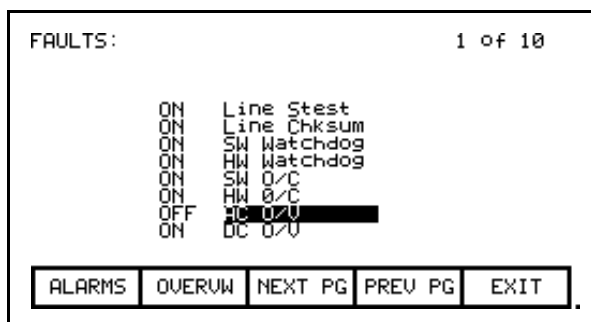 FAULTS: 1 of 10
ON Line Stest
ON Line Chksum
ON SW Watchdog
ON HW Watchdog
ON SW O/C
ON HW O/C
OFF AC O/V
ON DC O/V
ALARMS OVERVW NEXT PG PREV PG EXIT
.